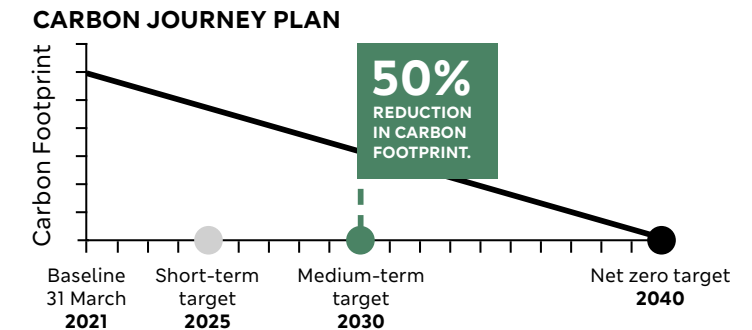 CARBON JOURNEY PLAN
Carbon Footprint
50%
REDUCTION
IN CARBON
FOOTPRINT.
Baseline
31 March
2021
Short-term
target
2025
Medium-term
target
2030
Net zero target
2040